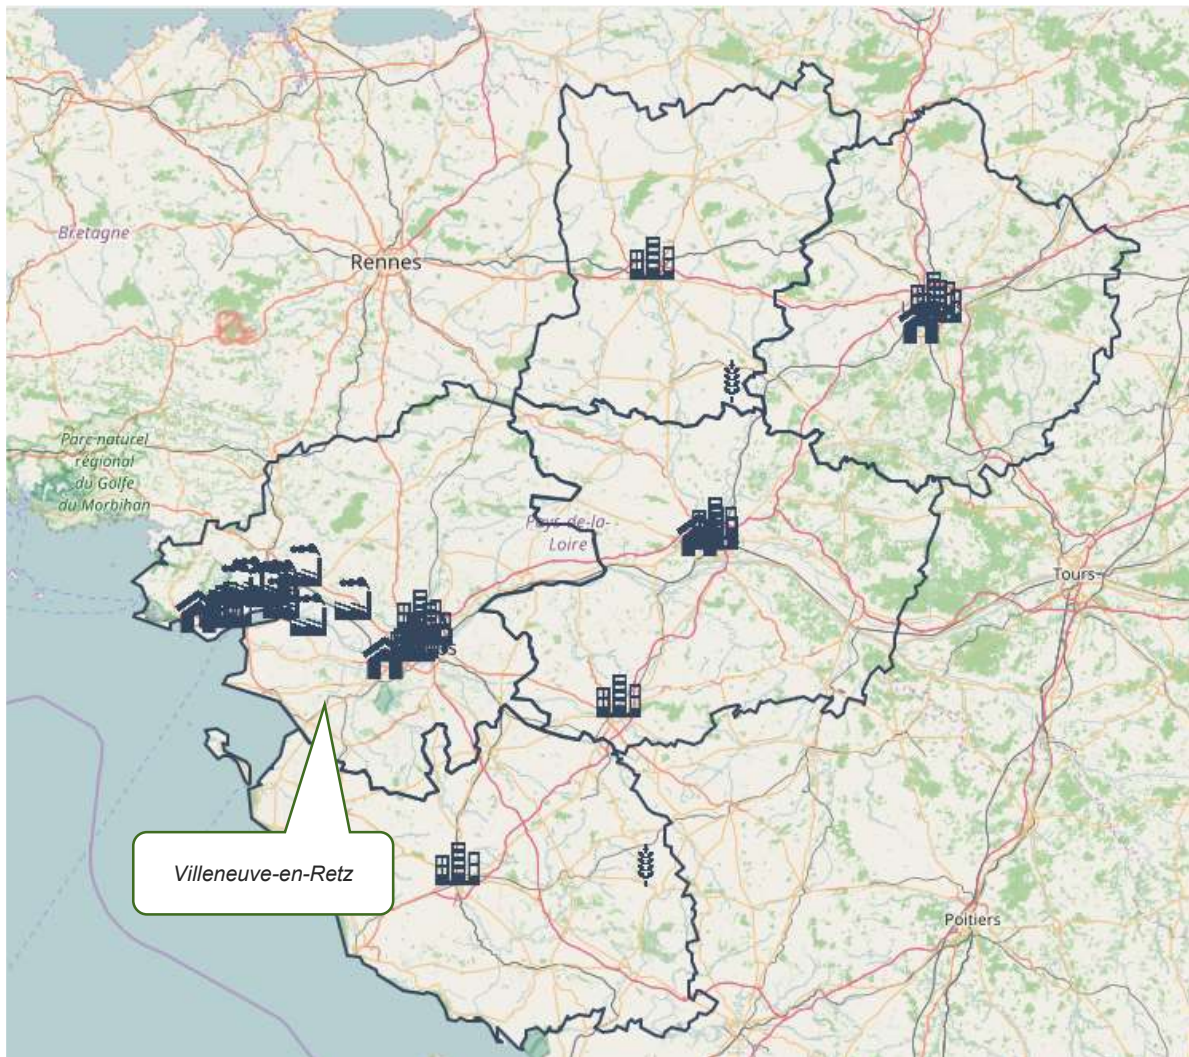 Bretagne
Rennes
Parc naturel
régional
du Golfe
du Morbihan
Pays-de-la-
Loire
Tours
Villeneuve-en-Retz
Poitiers